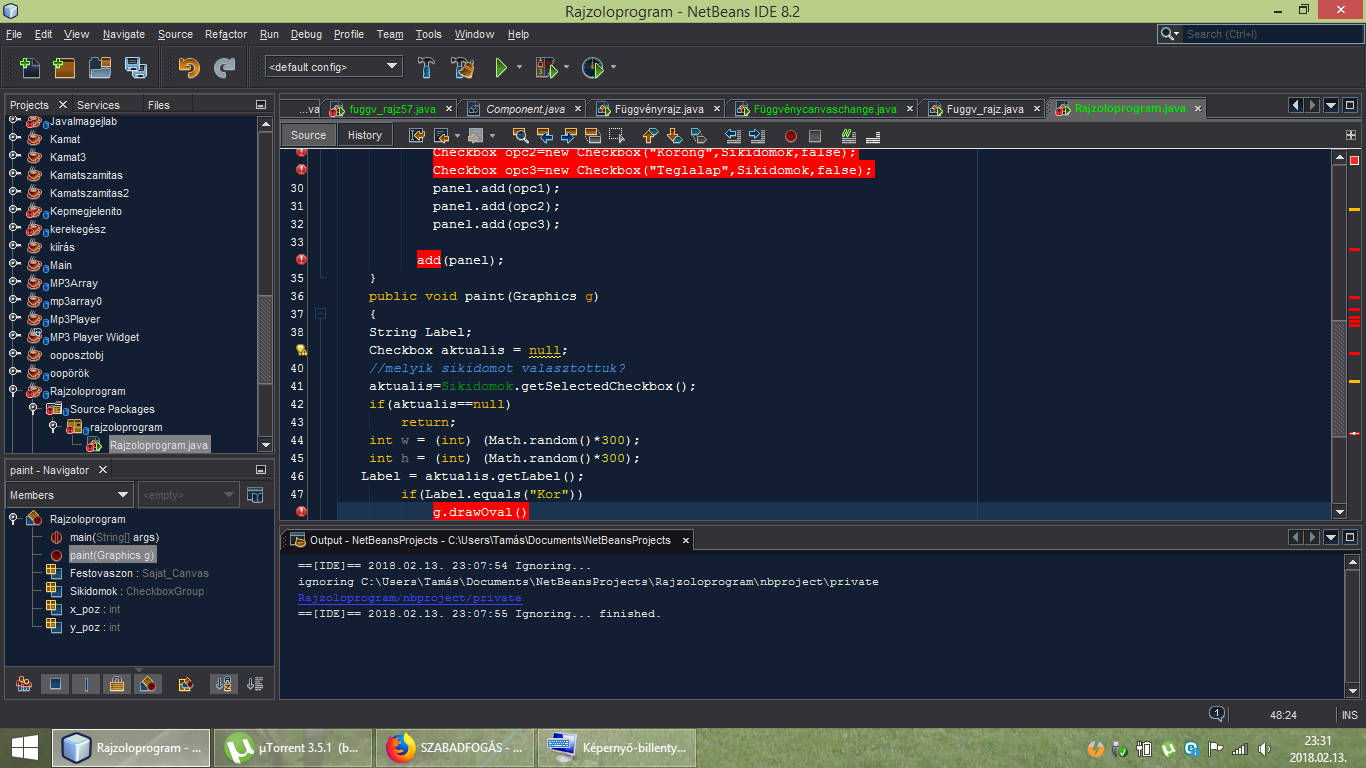 Rajzoloprogram - NetBeans IDE 8.2
File Edit View Navigate Source Refactor Run Debug Profile Team Tools Window Help
Search (Ctrl+I)
<default config>
Projects Services Files
JavaImagejlab
Kamat
Kamat3
Kamatszamitas
Kamatszamitas2
Kepmegjelenito
kerekegész
kiírás
Main
MP3Array
mp3array0
Mp3Player
MP3 Player Widget
ooposztobj
oopörök
Rajzoloprogram
Source Packages
rajzoloprogram
Rajzoloprogram.java
...va fuggv_rajz57.java Component.java Függvényrajz.java Függvénycanvaschange.java Fuggv_rajz.java Rajzoloprogram.java
Source History
Checkbox opc2=new Checkbox("Korong",Sikidomok,false);
Checkbox opc3=new Checkbox("Teglalap",Sikidomok,false);
30 panel.add(opc1);
31 panel.add(opc2);
32 panel.add(opc3);
33
add(panel);
35 }
36 public void paint(Graphics g)
37 {
38 String Label;
Checkbox aktualis = null;
40 //melyik sikidomot valasztottuk?
41 aktualis=Sikidomok.getSelectedCheckbox();
42 if(aktualis==null)
43 return;
44 int w = (int) (Math.random()*300);
45 int h = (int) (Math.random()*300);
46 Label = aktualis.getLabel();
47 if(Label.equals("Kor"))
g.drawOval()
paint - Navigator
Members <empty>
Rajzoloprogram
main(String[] args)
paint(Graphics g)
Festovaszon : Sajat_Canvas
Sikidomok : CheckboxGroup
x_poz : int
y_poz : int
Output - NetBeansProjects - C:\Users\Tamás\Documents\NetBeansProjects
==[IDE]== 2018.02.13. 23:07:54 Ignoring...
ignoring C:\Users\Tamás\Documents\NetBeansProjects\Rajzoloprogram\nbproject\private
Rajzoloprogram/nbproject/private
==[IDE]== 2018.02.13. 23:07:55 Ignoring... finished.
1 48:24 INS
Rajzoloprogram - ... µTorrent 3.5.1 (b... SZABADFOGÁS - ... Képernyő-billenty...
23:31
2018.02.13.